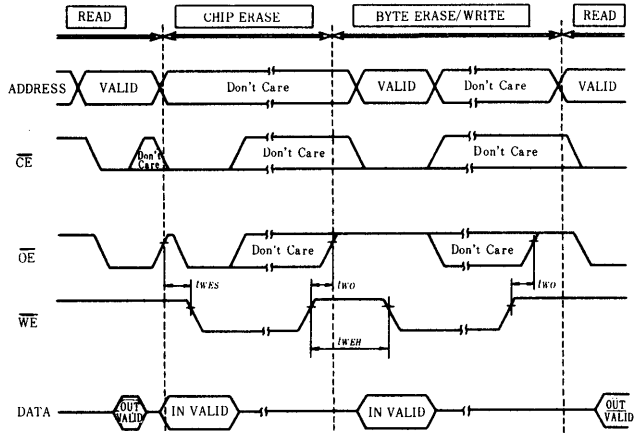 READ CHIP ERASE BYTE ERASE/WRITE READ
ADDRESS VALID Don't Care VALID Don't Care VALID
CE Don't Care Don't Care Don't Care
OE Don't Care Don't Care
tWES tWO tWO
WE
tWEH
DATA OUT VALID IN VALID IN VALID OUT VALID